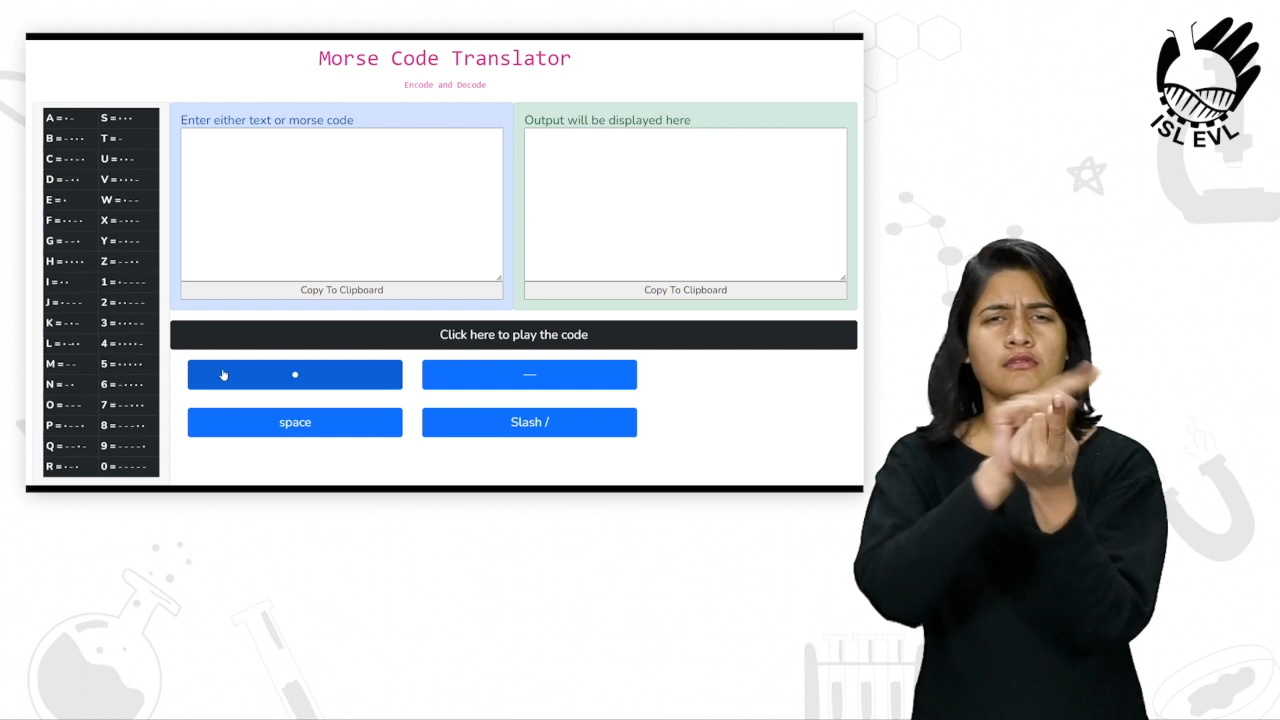 Morse Code Translator
Encode and Decode
A=·- S=···
B=-··· T=-
C=-·-· U=··-
D=-·· V=···-
E=· W=·--
F=··-· X=-··-
G=--· Y=-·--
H=···· Z=--··
I=·· 1=·----
J=·--- 2=··---
K=-·- 3=···--
L=·-·· 4=····-
M=-- 5=·····
N=-· 6=-····
O=--- 7=--···
P=·--· 8=---··
Q=--·- 9=----·
R=·-· 0=-----
Enter either text or morse code
Output will be displayed here
Copy To Clipboard
Copy To Clipboard
Click here to play the code
● —
space
Slash /
ISL EVL